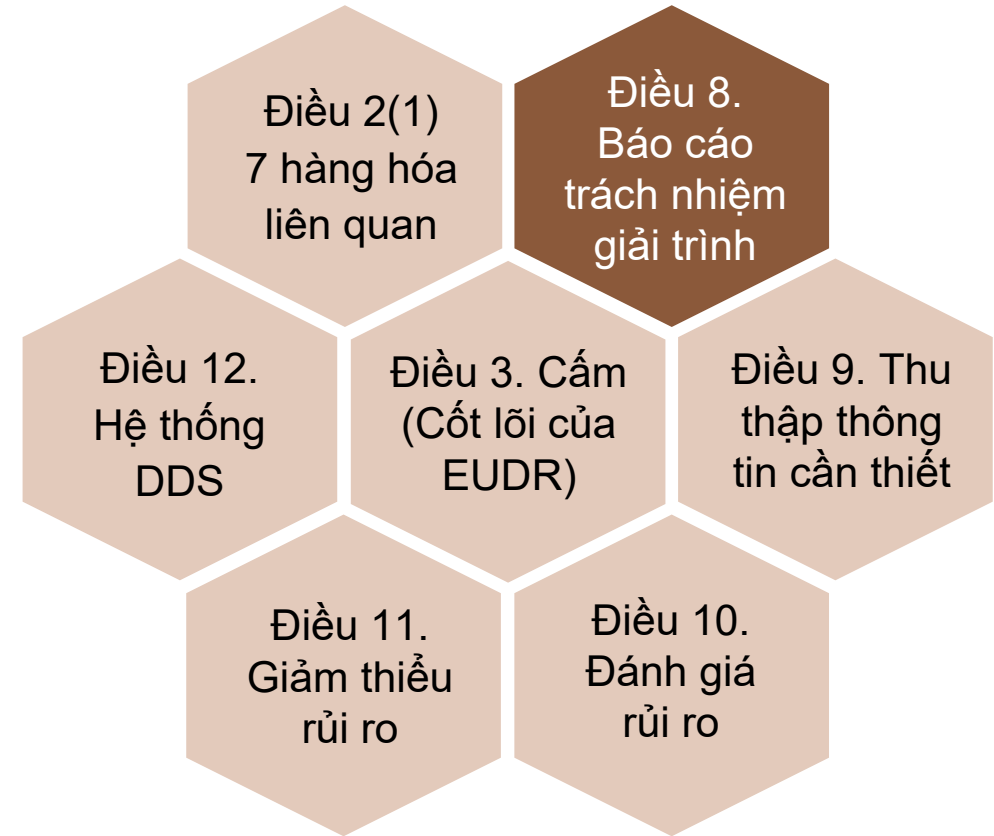 Điều 2(1)
7 hàng hóa
liên quan
Điều 8.
Báo cáo
trách nhiệm
giải trình
Điều 12.
Hệ thống
DDS
Điều 3. Cấm
(Cốt lõi của
EUDR)
Điều 9. Thu
thập thông
tin cần thiết
Điều 11.
Giảm thiểu
rủi ro
Điều 10.
Đánh giá
rủi ro